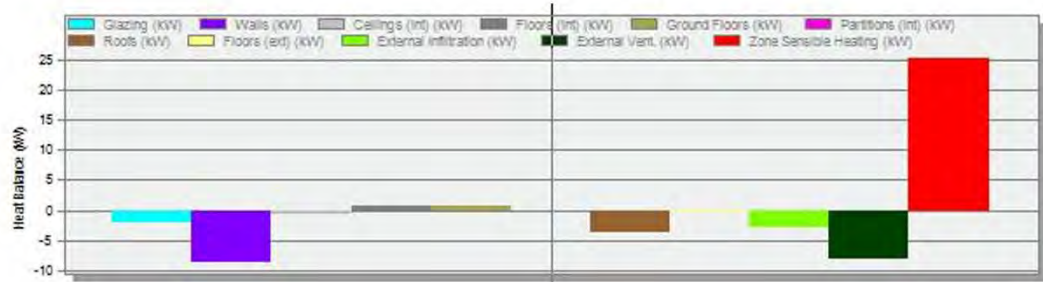 Glazing (kW) Walls (kW) Ceilings (int) (kW) Floors (int) (kW) Ground Floors (kW) Partitions (int) (kW)
Roofs (kW) Floors (ext) (kW) External Infiltration (kW) External Vent. (kW) Zone Sensible Heating (kW)
Heat Balance (kW)
25
20
15
10
5
0
-5
-10